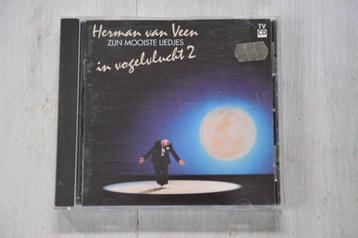 Herman van Veen
ZIJN MOOISTE LIEDJES
in vogelvlucht 2
TV
CD